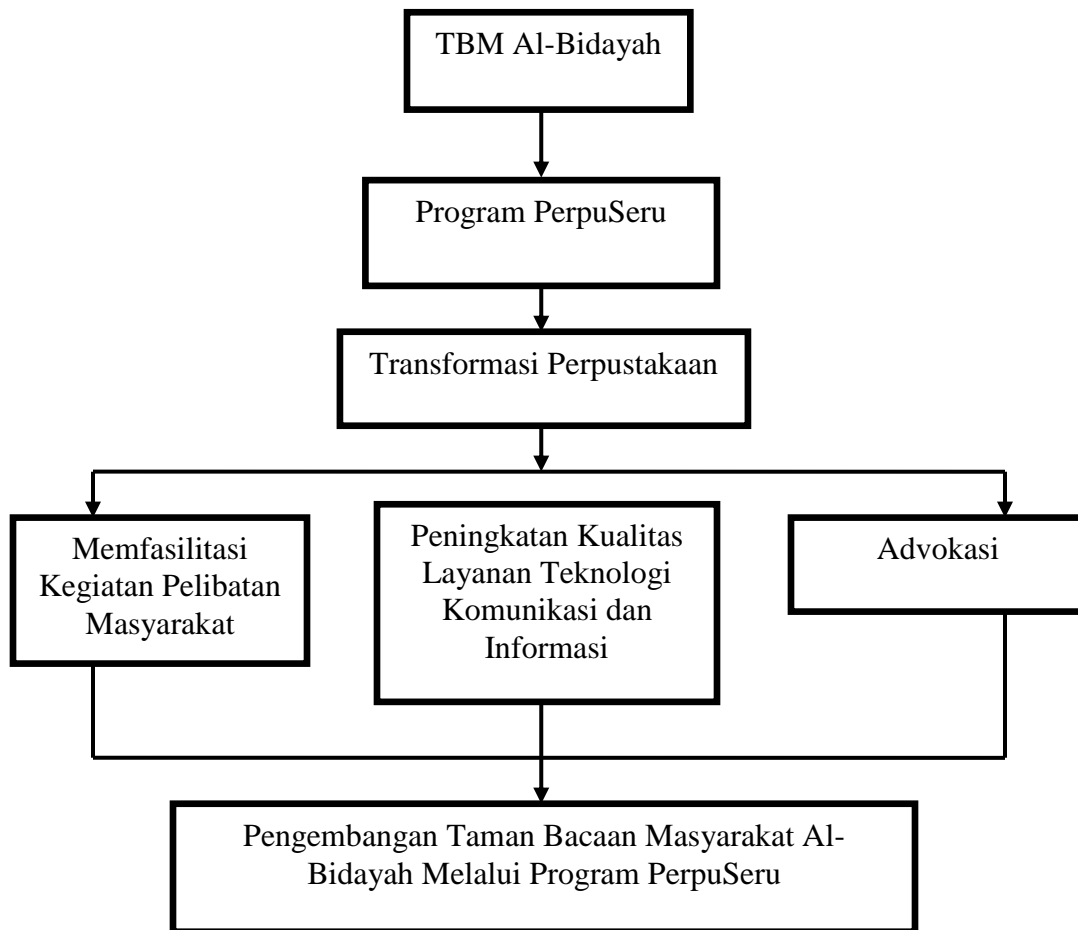 TBM Al-Bidayah
Program PerpuSeru
Transformasi Perpustakaan
Memfasilitasi
Kegiatan Pelibatan
Masyarakat
Peningkatan Kualitas
Layanan Teknologi
Komunikasi dan
Informasi
Advokasi
Pengembangan Taman Bacaan Masyarakat Al-
Bidayah Melalui Program PerpuSeru